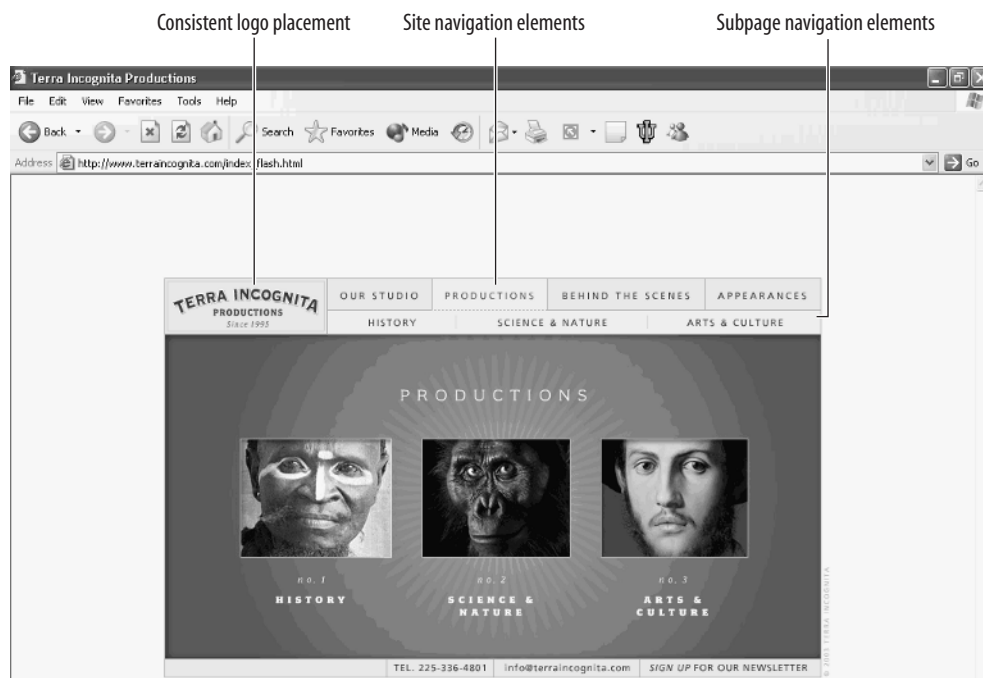 Consistent logo placement
Site navigation elements
Subpage navigation elements
Terra Incognita Productions
File Edit View Favorites Tools Help
Back Search Favorites Media
Address http://www.terraincognita.com/index_flash.html Go
TERRA INCOGNITA
PRODUCTIONS
Since 1995
OUR STUDIO PRODUCTIONS BEHIND THE SCENES APPEARANCES
HISTORY SCIENCE & NATURE ARTS & CULTURE
PRODUCTIONS
no. 1 no. 2 no. 3
HISTORY
SCIENCE &
NATURE
ARTS &
CULTURE
© 2005 TERRA INCOGNITA
TEL. 225-336-4801 info@terraincognita.com SIGN UP FOR OUR NEWSLETTER